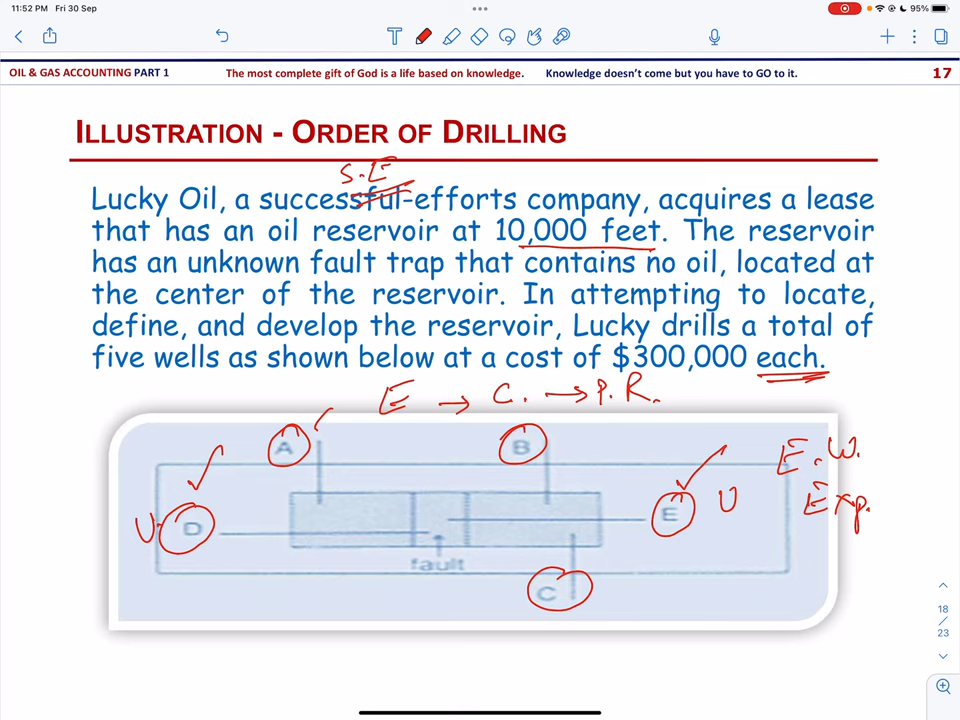 11:52 PM Fri 30 Sep
95%
OIL & GAS ACCOUNTING PART 1 The most complete gift of God is a life based on knowledge. Knowledge doesn't come but you have to GO to it. 17
ILLUSTRATION - ORDER OF DRILLING
S.E
Lucky Oil, a successful-efforts company, acquires a lease
that has an oil reservoir at 10,000 feet. The reservoir
has an unknown fault trap that contains no oil, located at
the center of the reservoir. In attempting to locate,
define, and develop the reservoir, Lucky drills a total of
five wells as shown below at a cost of $300,000 each.
E → C. → P.R.
A B
E.W.
U D E U Exp.
fault
C
18
/
23